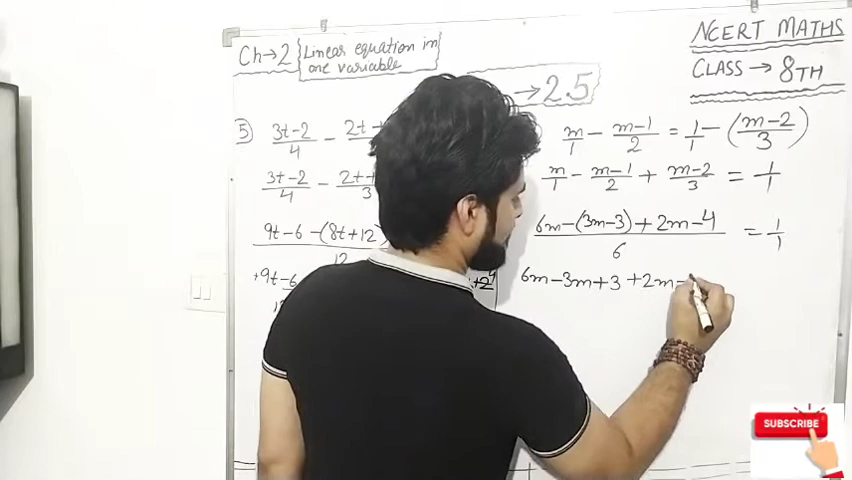 Ch→2 { Linear equation in
one variable
→2.5
NCERT MATHS
CLASS → 8TH
5) (3t-2)/4 - 2t+
(3t-2)/4 - 2t+ /3
9t-6-(8t+12)
12
+9t-6
m/1 - (m-1)/2 = 1/1 - ((m-2)/3)
m/1 - (m-1)/2 + (m-2)/3 = 1/1
(6m-(3m-3)+2m-4)/6 = 1/1
6m-3m+3+2m-
SUBSCRIBE